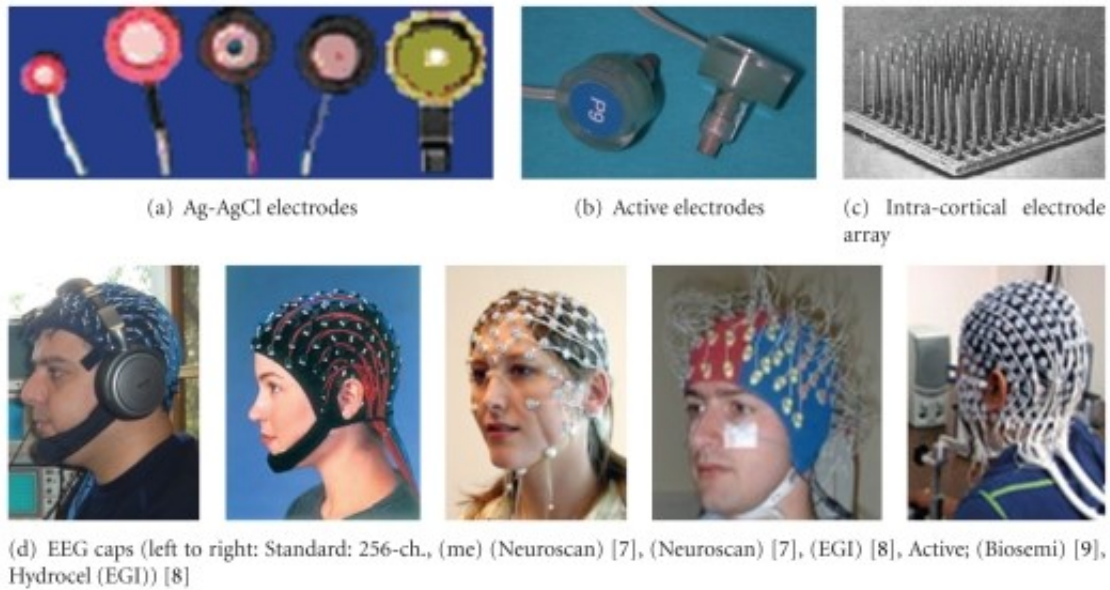 pg
(a) Ag-AgCl electrodes
(b) Active electrodes
(c) Intra-cortical electrode
array
(d) EEG caps (left to right: Standard: 256-ch., (me) (Neuroscan) [7], (Neuroscan) [7], (EGI) [8], Active; (Biosemi) [9],
Hydrocel (EGI)) [8]